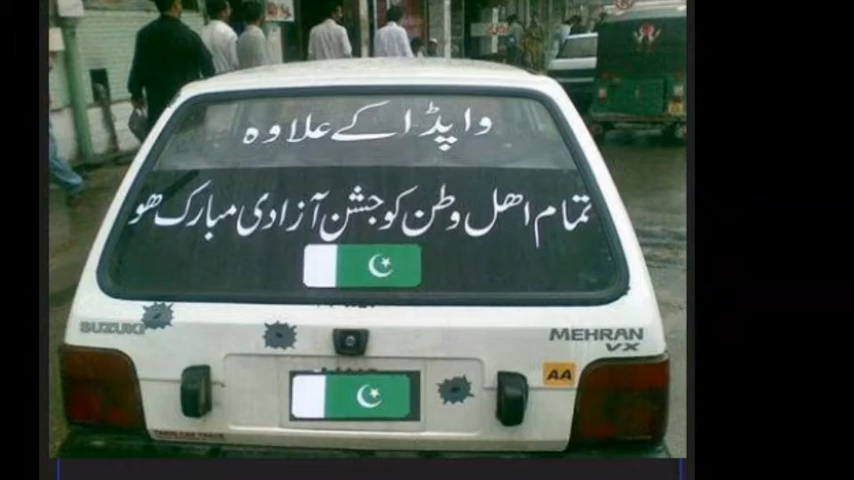 واپڈا کے علاوہ
تمام اهل وطن کو جشن آزادی مبارک هو
SUZUKI
MEHRAN
VX
AA